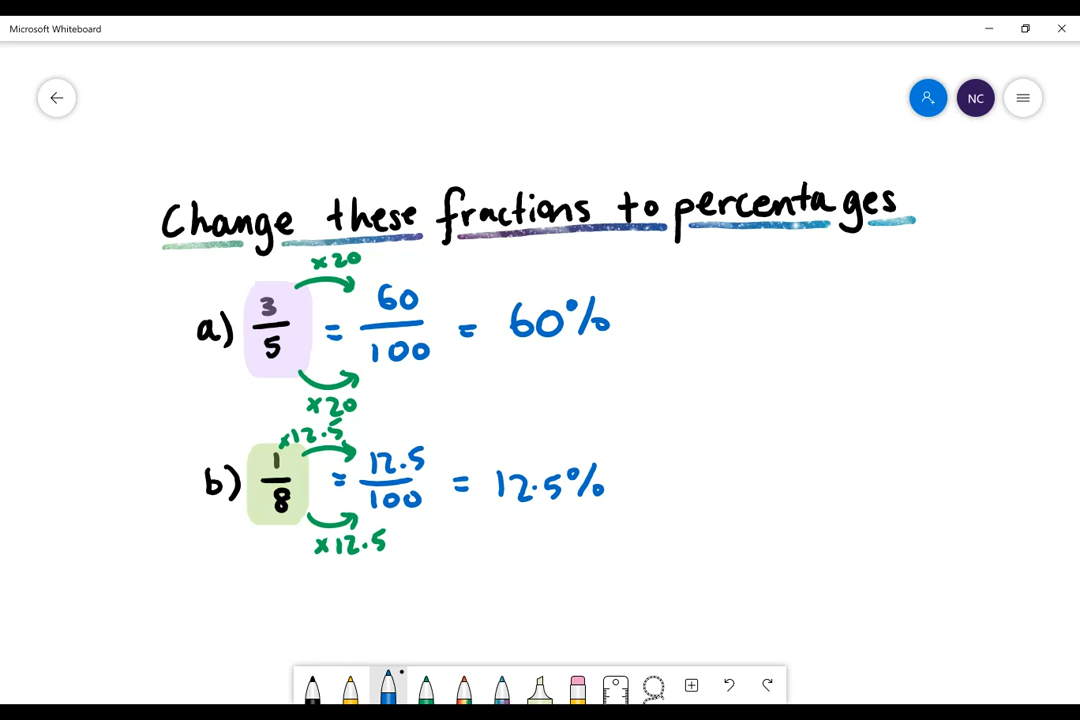 Microsoft Whiteboard
NC
Change these fractions to percentages
×20
a) 3/5 = 60/100 = 60%
×20
×12.5
b) 1/8 = 12.5/100 = 12.5%
×12.5